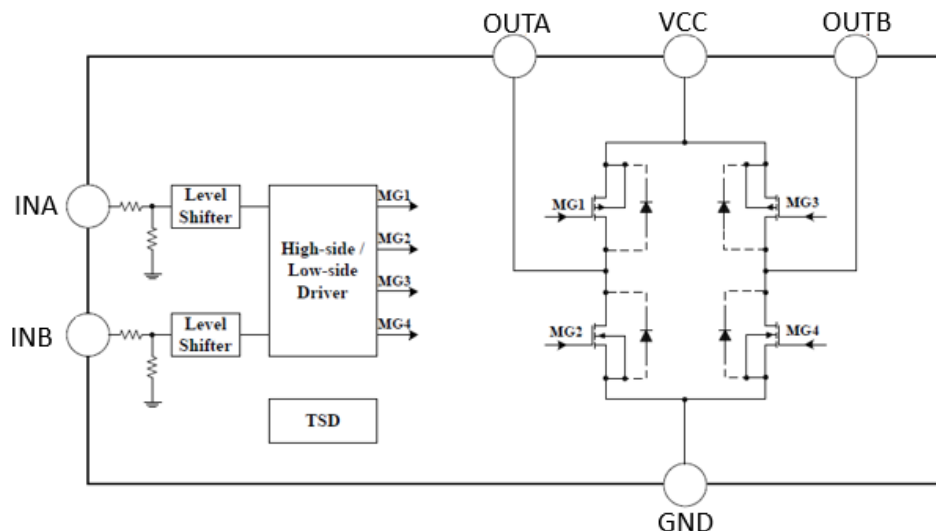 OUTA
VCC
OUTB
INA
Level
Shifter
MG1
High-side /
Low-side
Driver
MG2
MG3
MG4
INB
Level
Shifter
TSD
MG1
MG3
MG2
MG4
GND